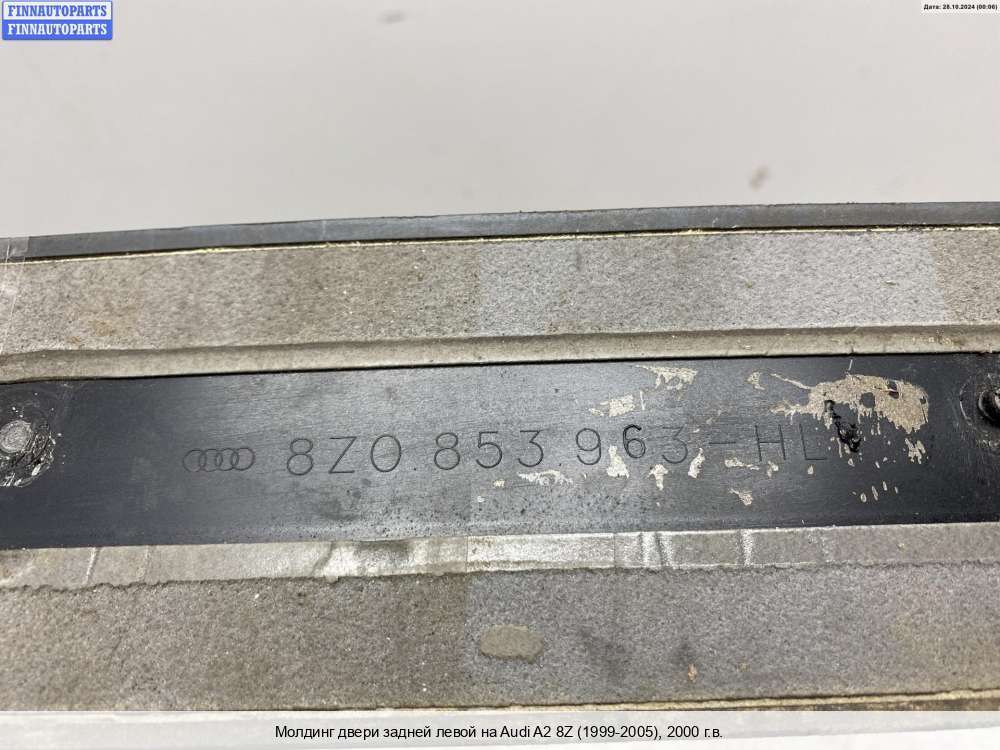 FINNAUTOPARTS
FINNAUTOPARTS
Дата: 28.10.2024 (00:06)
8Z0.853.963-HL
Молдинг двери задней левой на Audi A2 8Z (1999-2005), 2000 г.в.